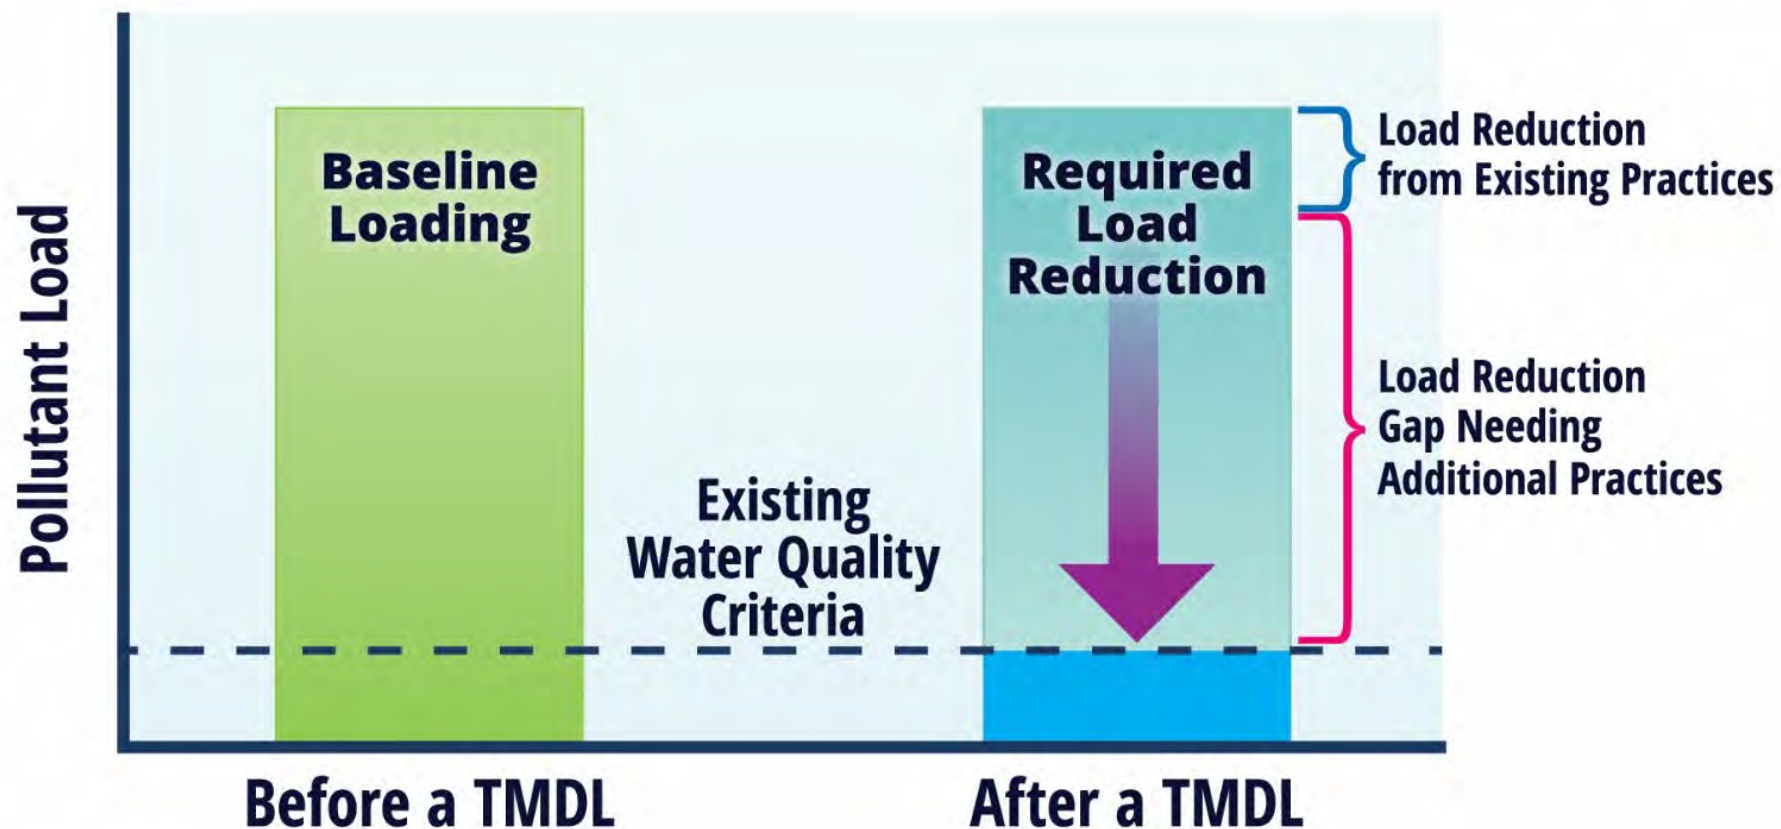 Pollutant Load
Baseline
Loading
Existing
Water Quality
Criteria
Required
Load
Reduction
Load Reduction
from Existing Practices
Load Reduction
Gap Needing
Additional Practices
Before a TMDL
After a TMDL